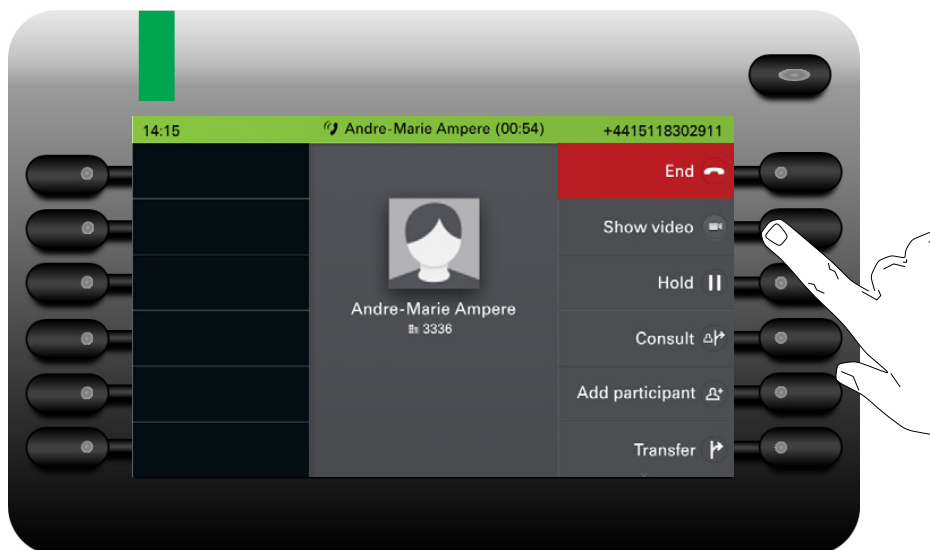 14:15 Andre-Marie Ampere (00:54) +4415118302911
End
Show video
Hold
Andre-Marie Ampere
3336
Consult
Add participant
Transfer